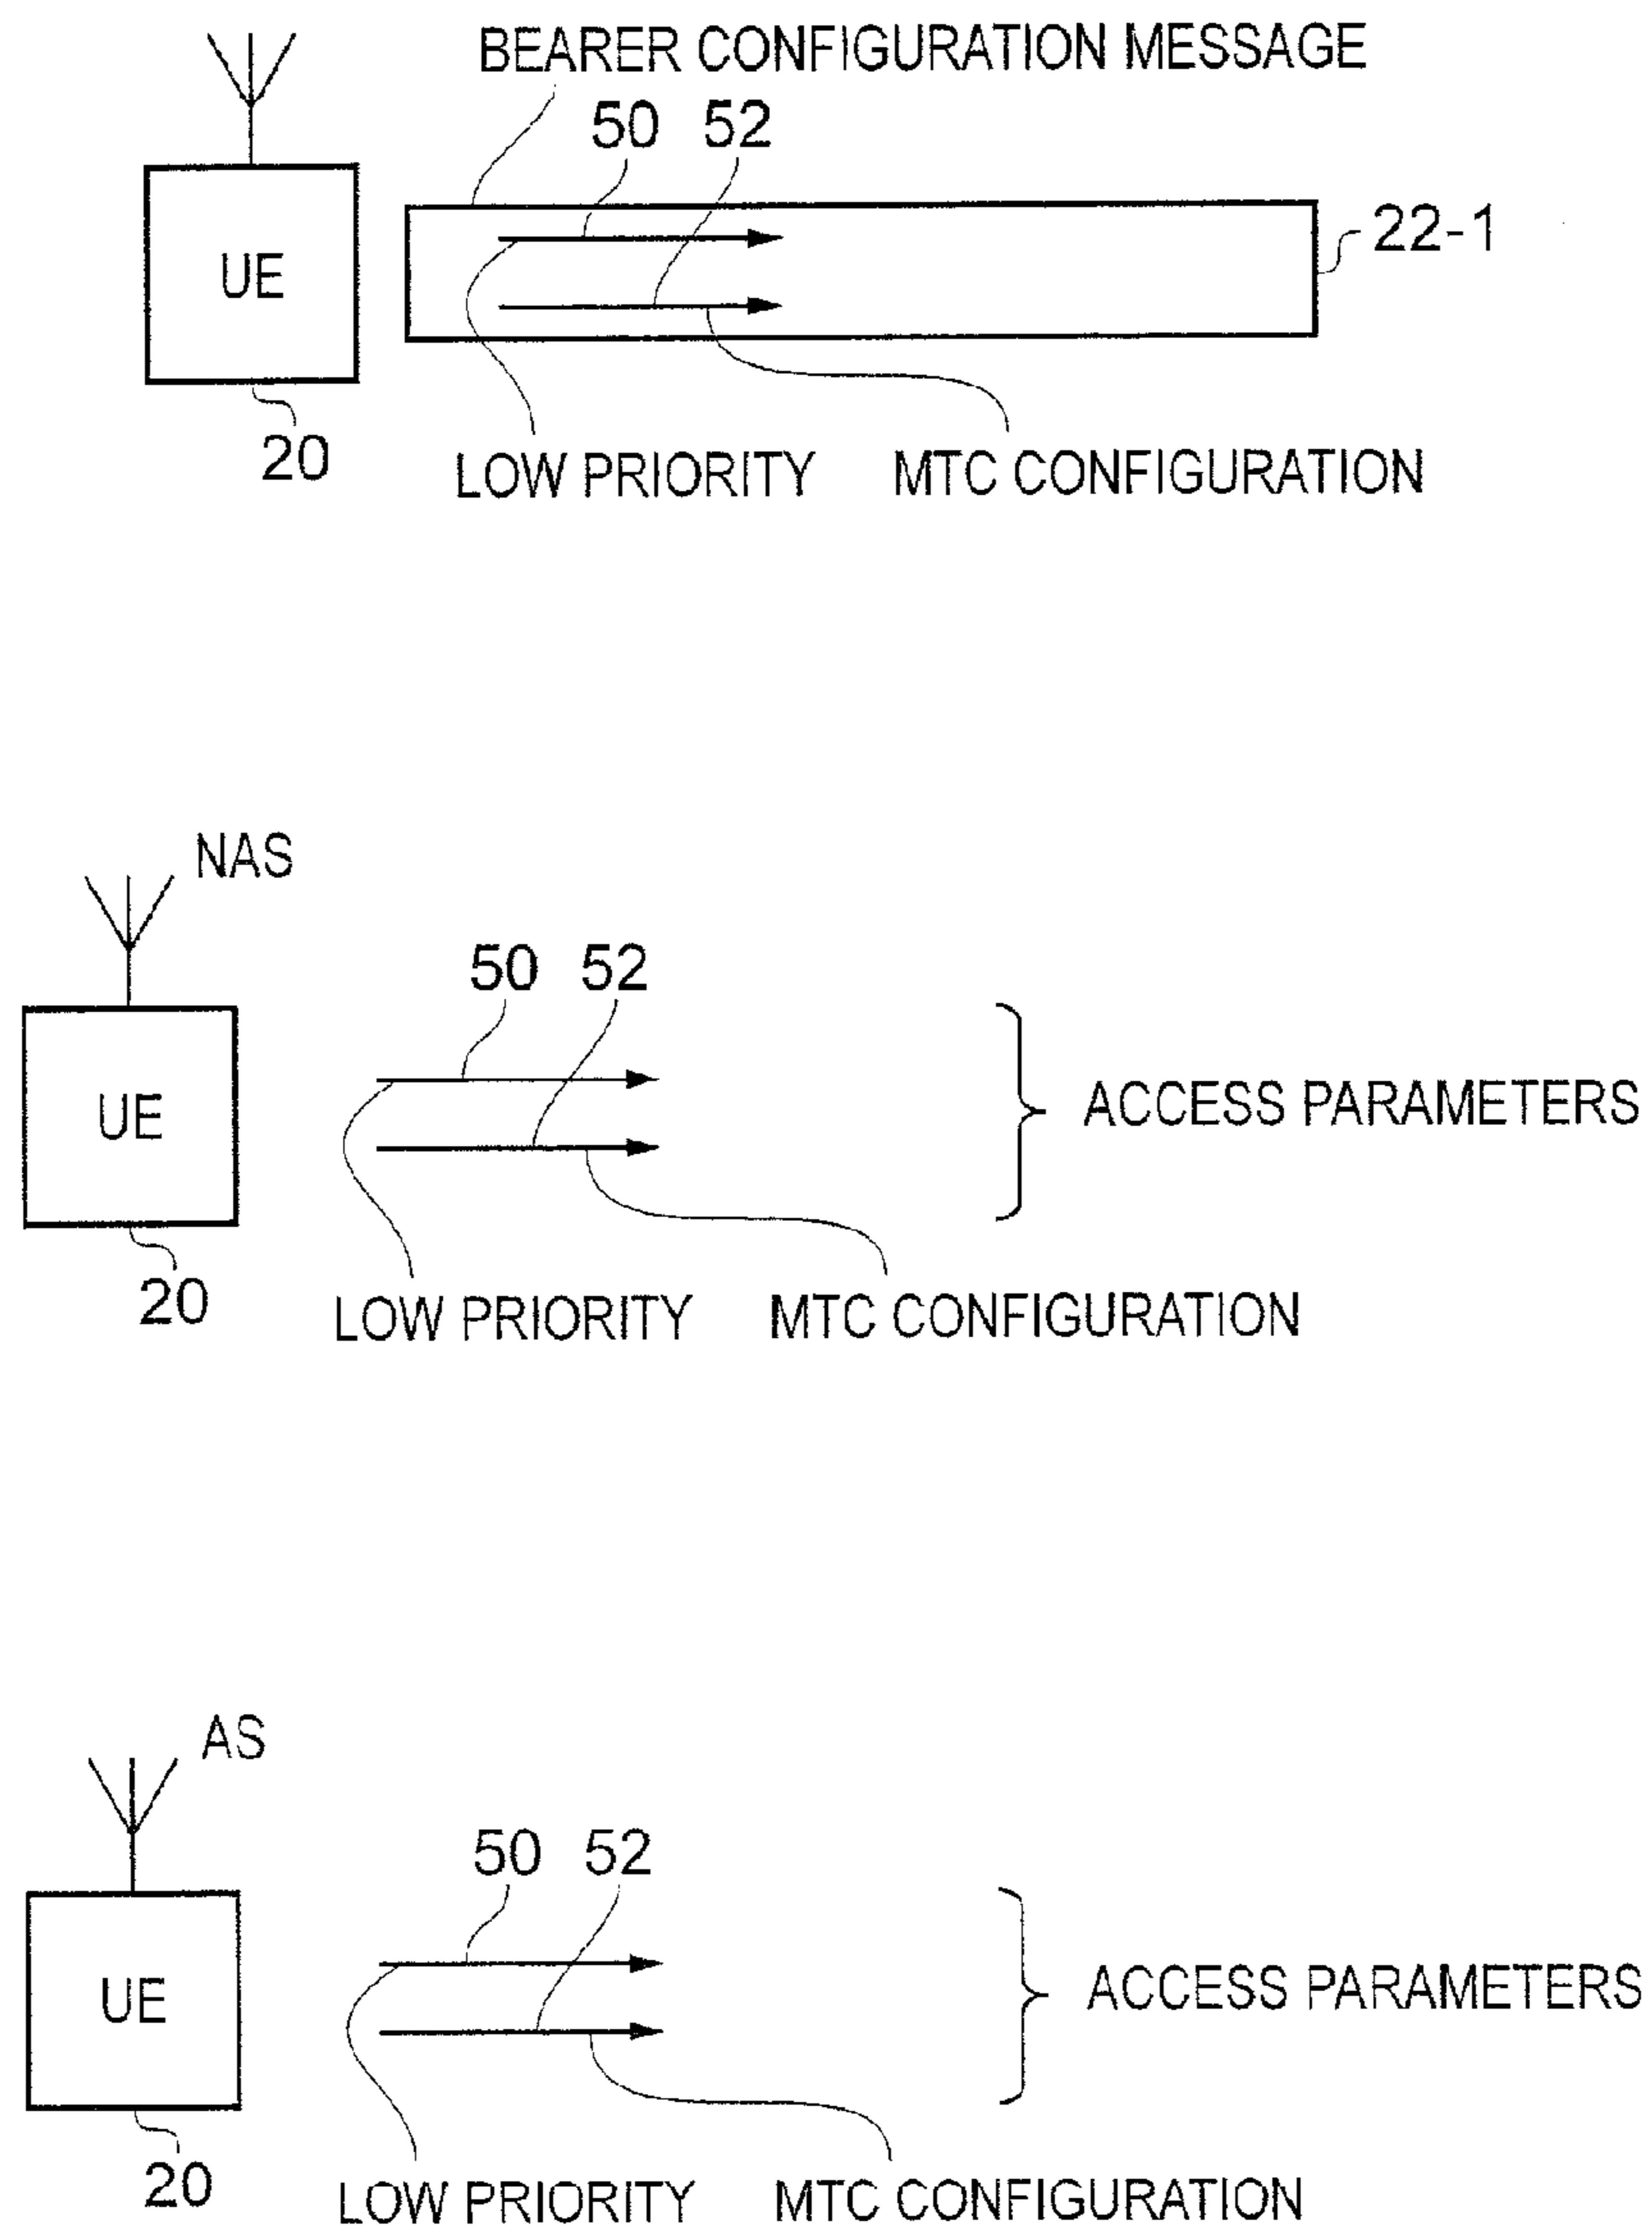 BEARER CONFIGURATION MESSAGE
50 52
UE
22-1
20
LOW PRIORITY
MTC CONFIGURATION
NAS
50 52
UE
ACCESS PARAMETERS
20
LOW PRIORITY
MTC CONFIGURATION
AS
50 52
UE
ACCESS PARAMETERS
20
LOW PRIORITY
MTC CONFIGURATION